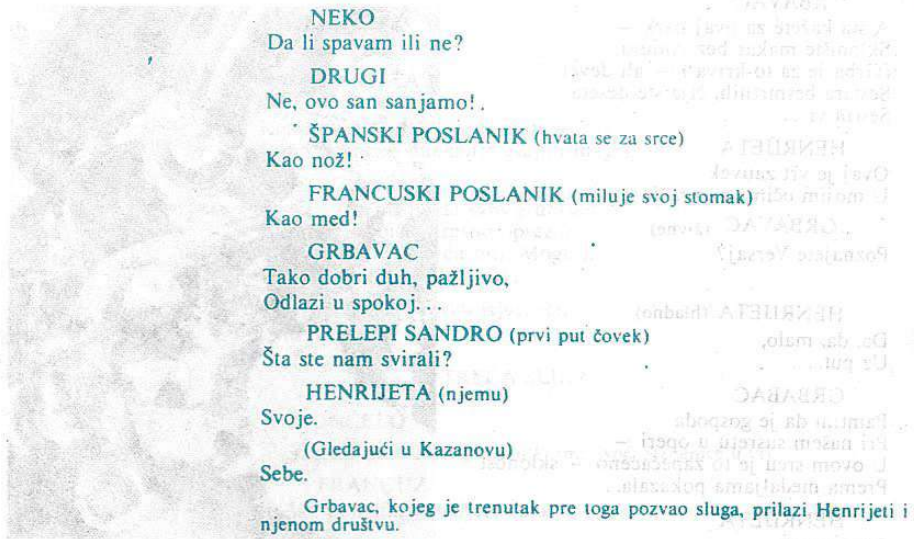 NEKO
Da li spavam ili ne?
DRUGI
Ne, ovo san sanjamo!
ŠPANSKI POSLANIK (hvata se za srce)
Kao nož!
FRANCUSKI POSLANIK (miluje svoj stomak)
Kao med!
GRBAVAC
Tako dobri duh, pažljivo,
Odlazi u spokoj...
PRELEPI SANDRO (prvi put čovek)
Šta ste nam svirali?
HENRIJETA (njemu)
Svoje.
(Gledajući u Kazanovu)
Sebe.
Grbavac, kojeg je trenutak pre toga pozvao sluga, prilazi Henrijeti i
njenom društvu.